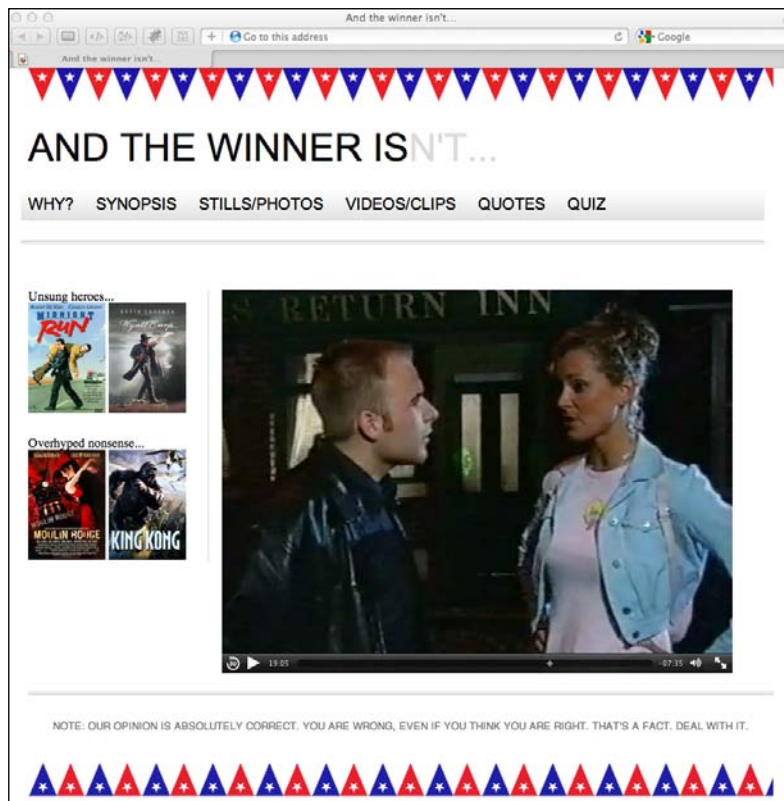 And the winner isn't...
Go to this address
Google
And the winner isn't...
AND THE WINNER ISN'T...
WHY? SYNOPSIS STILLS/PHOTOS VIDEOS/CLIPS QUOTES QUIZ
Unsung heroes...
MIDNIGHT
RUN
Wyatt Earp
S RETURN INN
Overhyped nonsense...
MOULIN ROUGE
KING KONG
30
19:05
-07:35
NOTE: OUR OPINION IS ABSOLUTELY CORRECT. YOU ARE WRONG, EVEN IF YOU THINK YOU ARE RIGHT. THAT'S A FACT. DEAL WITH IT.